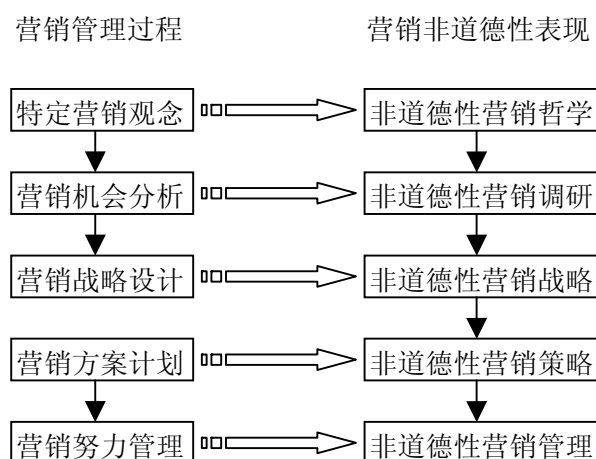 营销管理过程 营销非道德性表现
特定营销观念 非道德性营销哲学
营销机会分析 非道德性营销调研
营销战略设计 非道德性营销战略
营销方案计划 非道德性营销策略
营销努力管理 非道德性营销管理